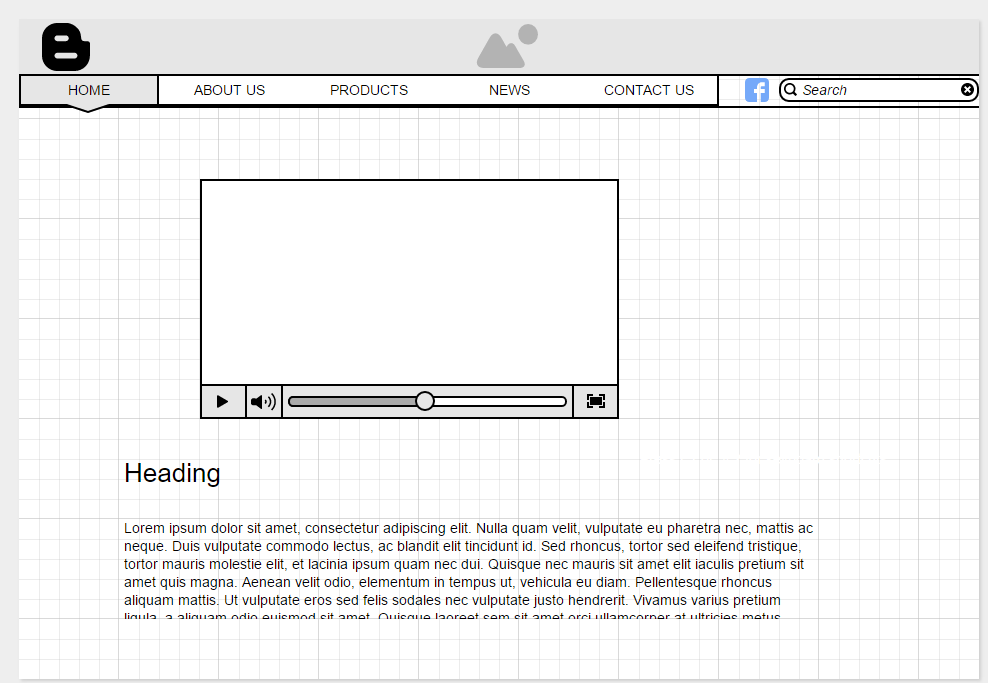 HOME ABOUT US PRODUCTS NEWS CONTACT US Search
Heading
Lorem ipsum dolor sit amet, consectetur adipiscing elit. Nulla quam velit, vulputate eu pharetra nec, mattis ac
neque. Duis vulputate commodo lectus, ac blandit elit tincidunt id. Sed rhoncus, tortor sed eleifend tristique,
tortor mauris molestie elit, et lacinia ipsum quam nec dui. Quisque nec mauris sit amet elit iaculis pretium sit
amet quis magna. Aenean velit odio, elementum in tempus ut, vehicula eu diam. Pellentesque rhoncus
aliquam mattis. Ut vulputate eros sed felis sodales nec vulputate justo hendrerit. Vivamus varius pretium
ligula, a aliquam odio euismod sit amet. Quisque laoreet sem sit amet orci ullamcorper at ultricies metus